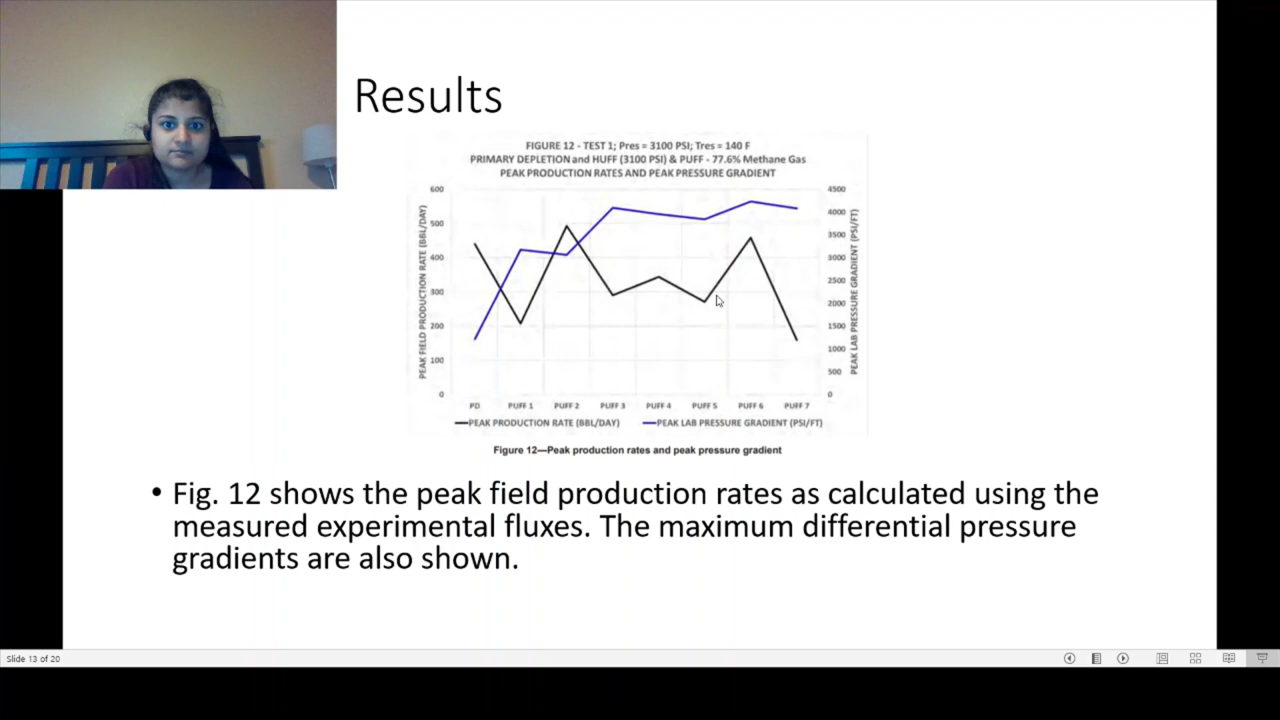 Results
FIGURE 12 - TEST 1; Pres = 3100 PSI; Tres = 140 F
PRIMARY DEPLETION and HUFF (3100 PSI) & PUFF - 77.6% Methane Gas
PEAK PRODUCTION RATES AND PEAK PRESSURE GRADIENT
PEAK FIELD PRODUCTION RATE (BBL/DAY)
600
500
400
300
200
100
0
4500
4000
3500
3000
2500
2000
1500
1000
500
0
PEAK LAB PRESSURE GRADIENT (PSI/FT)
PD PUFF 1 PUFF 2 PUFF 3 PUFF 4 PUFF 5 PUFF 6 PUFF 7
PEAK PRODUCTION RATE (BBL/DAY) PEAK LAB PRESSURE GRADIENT (PSI/FT)
Figure 12—Peak production rates and peak pressure gradient
• Fig. 12 shows the peak field production rates as calculated using the
measured experimental fluxes. The maximum differential pressure
gradients are also shown.
Slide 13 of 20